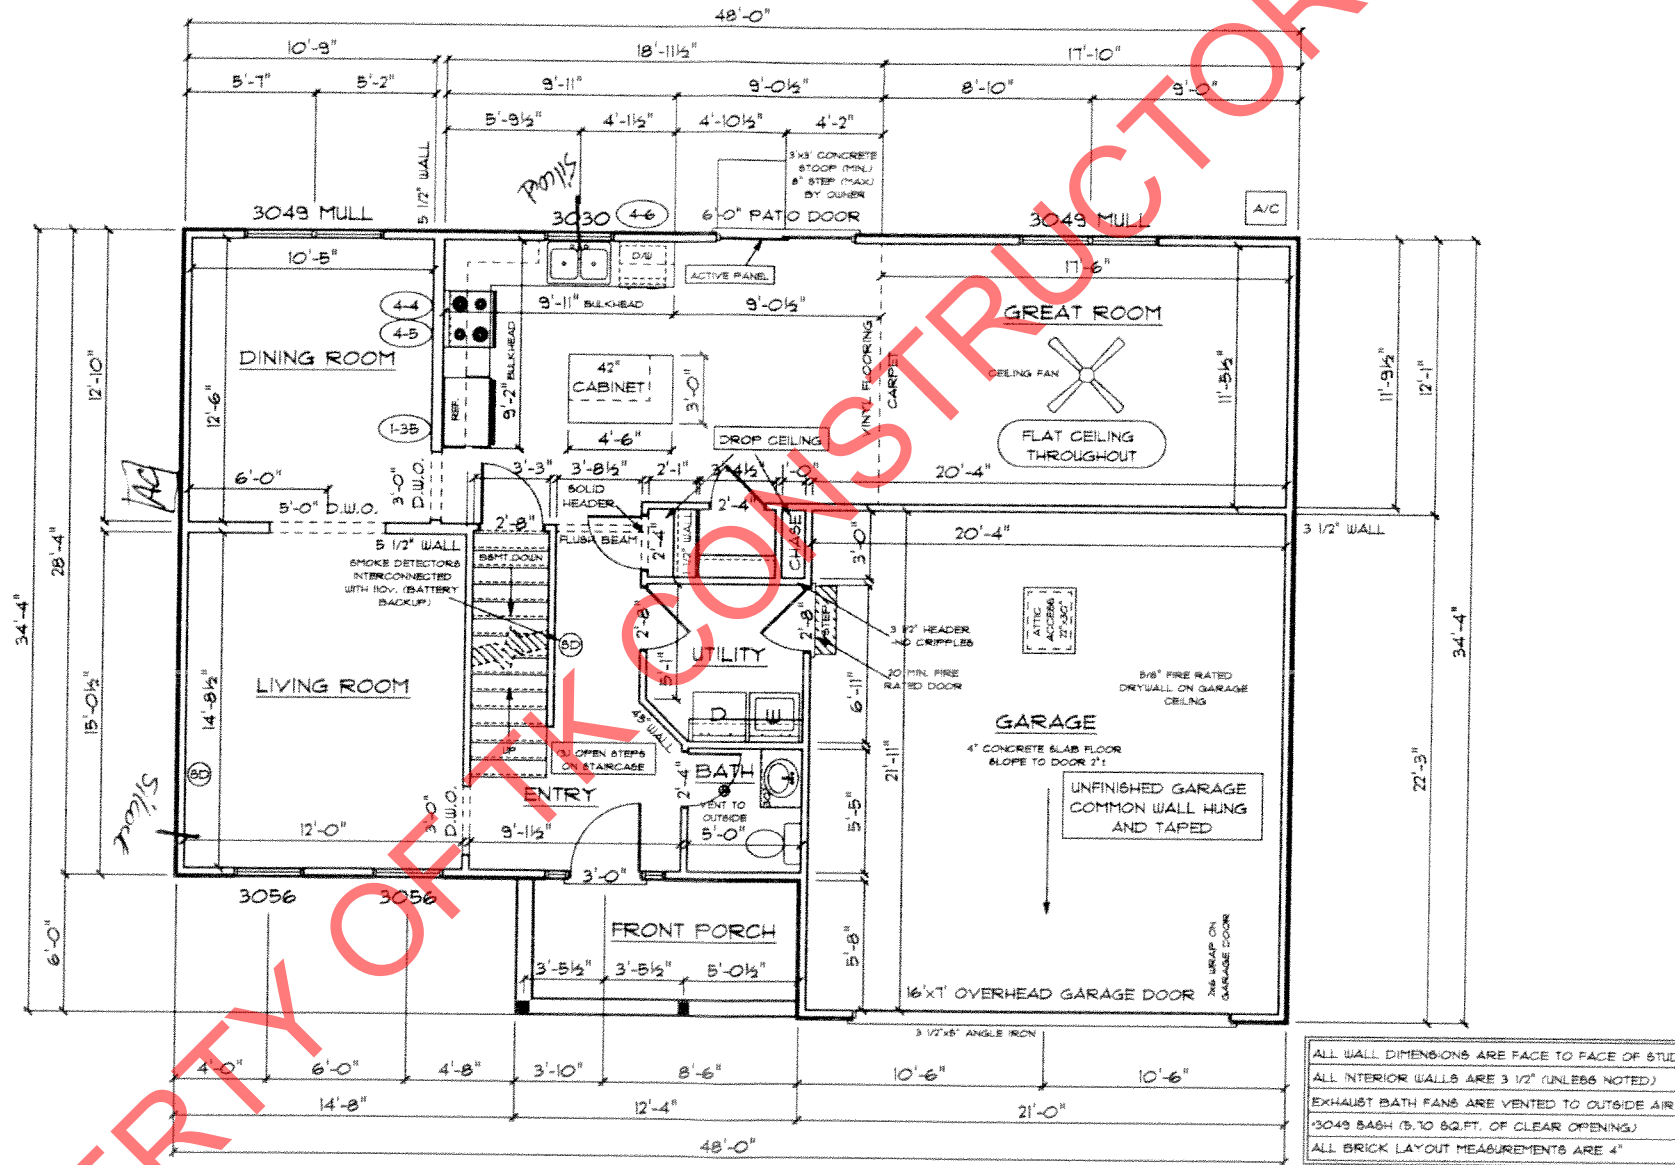 48'-0"
10'-9"
18'-11½"
17'-10"
5'-7"
5'-2"
9'-11"
9'-0½"
8'-10"
9'-0"
5'-9½"
4'-1½"
4'-10½"
4'-2"
5 1/2" WALL
3'x3' CONCRETE
STOOP (MIN.)
8" STEP (MAX)
BY OWNER
3049 MULL
3030
4-6
6'-0" PATIO DOOR
3049 MULL
A/C
10'-5"
D/W
ACTIVE PANEL
17'-6"
4-4
4-5
9'-11" BULKHEAD
9'-0½"
GREAT ROOM
DINING ROOM
9'-2" BULKHEAD
42"
CABINET
3'-0"
VINYL FLOORING
CARPET
CEILING FAN
11'-5½"
11'-9½"
12'-1"
12'-10"
12'-6"
REF.
1-35
4'-6"
DROP CEILING
FLAT CEILING
THROUGHOUT
AC
6'-0"
5'-0" D.W.O.
3'-0"
D.W.O.
3'-3"
3'-8½"
2'-1"
3'-4½"
1'-0"
20'-4"
SOLID
HEADER
2'-8"
FLUSH BEAM
2'-4"
2'-4"
CHASE
3'-0"
20'-4"
3 1/2" WALL
28'-4"
34'-4"
5 1/2" WALL
SMOKE DETECTORS
INTERCONNECTED
WITH 110V. (BATTERY
BACKUP)
BSMT. DOWN
SD
2'-8"
UTILITY
2'-8"
STEP
3 1/2" HEADER
NO CRIPPLES
20 MIN. FIRE
RATED DOOR
ATTIC
ACCESS
22"x30"
5/8" FIRE RATED
DRYWALL ON GARAGE
CEILING
34'-4"
LIVING ROOM
14'-8½"
15'-0½"
5'-1"
D
W
45° WALL
6'-11"
21'-11"
GARAGE
4" CONCRETE SLAB FLOOR
SLOPE TO DOOR 2"±
UNFINISHED GARAGE
COMMON WALL HUNG
AND TAPED
22'-3"
UP
(3) OPEN STEPS
ON STAIRCASE
SD
BATH
ENTRY
2'-4"
VENT TO
OUTSIDE
5'-0"
5'-5"
12'-0"
3'-0"
D.W.O.
9'-1½"
3056
3056
3'-0"
6'-0"
FRONT PORCH
3'-5½"
3'-5½"
5'-0½"
5'-8"
16'x7' OVERHEAD GARAGE DOOR
2x6 WRAP ON
GARAGE DOOR
3 1/2"x5" ANGLE IRON
4'-0"
6'-0"
4'-8"
3'-10"
8'-6"
10'-6"
10'-6"
14'-8"
12'-4"
21'-0"
48'-0"
ALL WALL DIMENSIONS ARE FACE TO FACE OF STUD
ALL INTERIOR WALLS ARE 3 1/2" (UNLESS NOTED)
EXHAUST BATH FANS ARE VENTED TO OUTSIDE AIR
*3049 SASH (5.70 SQ.FT. OF CLEAR OPENING)
ALL BRICK LAYOUT MEASUREMENTS ARE 4"
ERTY OF TK CONSTRUCTOR